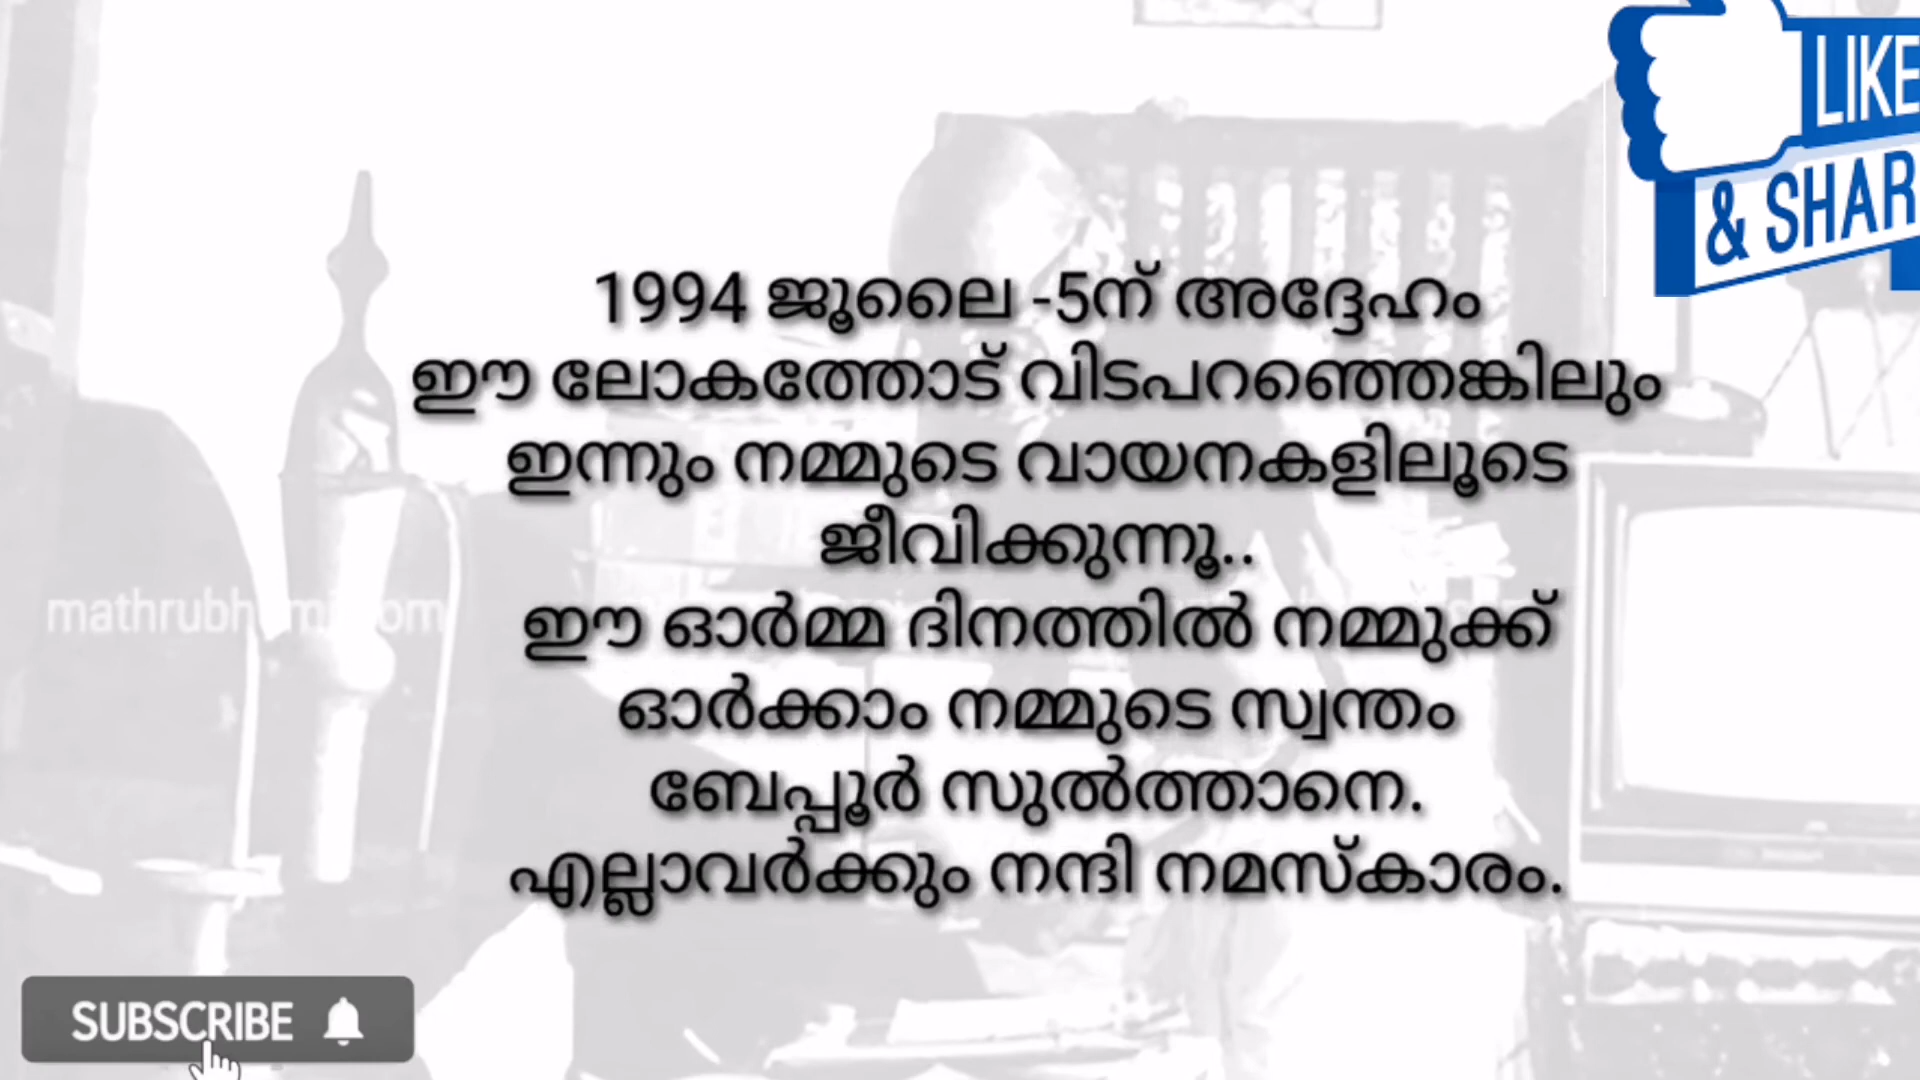 LIKE
& SHAR
1994 ജൂലൈ -5ന് അദ്ദേഹം
ഈ ലോകത്തോട് വിടപറഞ്ഞെങ്കിലും
ഇന്നും നമ്മുടെ വായനകളിലൂടെ
ജീവിക്കുന്നൂ..
ഈ ഓർമ്മ ദിനത്തിൽ നമ്മുക്ക്
ഓർക്കാം നമ്മുടെ സ്വന്തം
ബേപ്പൂർ സുൽത്താനെ.
എല്ലാവർക്കും നന്ദി നമസ്കാരം.
SUBSCRIBE